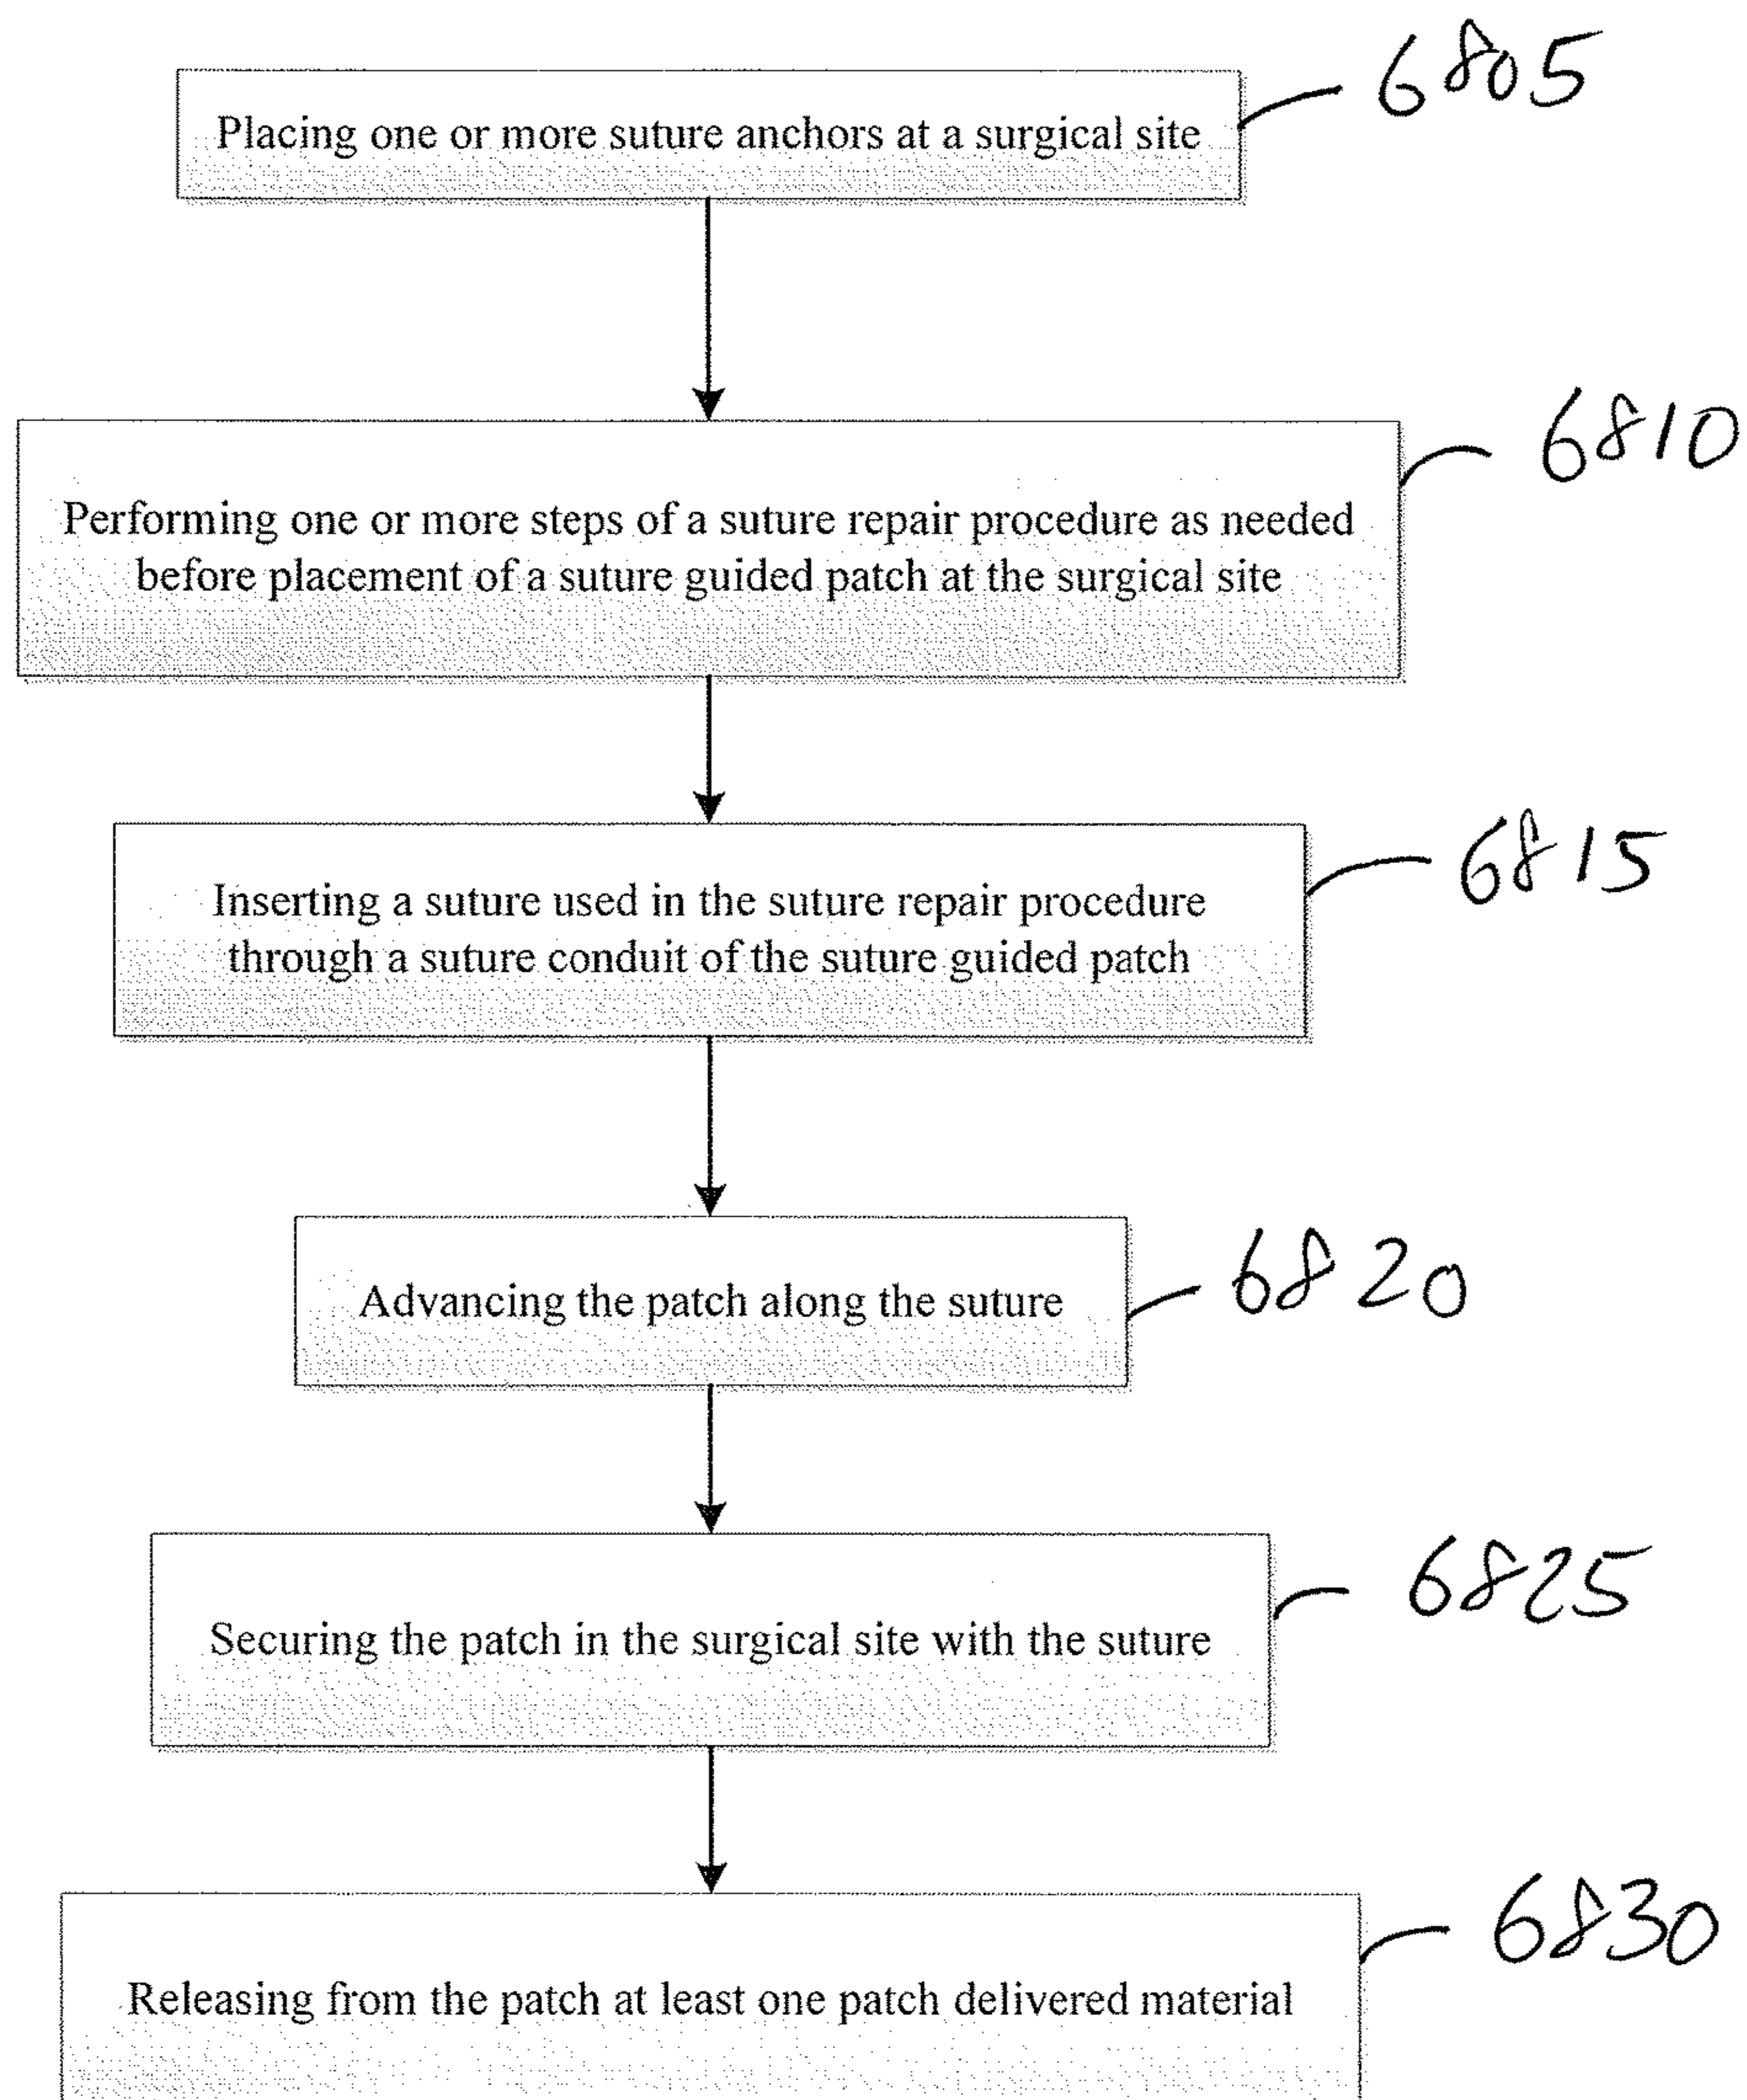 Placing one or more suture anchors at a surgical site
6805
Performing one or more steps of a suture repair procedure as needed
before placement of a suture guided patch at the surgical site
6810
Inserting a suture used in the suture repair procedure
through a suture conduit of the suture guided patch
6815
Advancing the patch along the suture
6820
Securing the patch in the surgical site with the suture
6825
Releasing from the patch at least one patch delivered material
6830